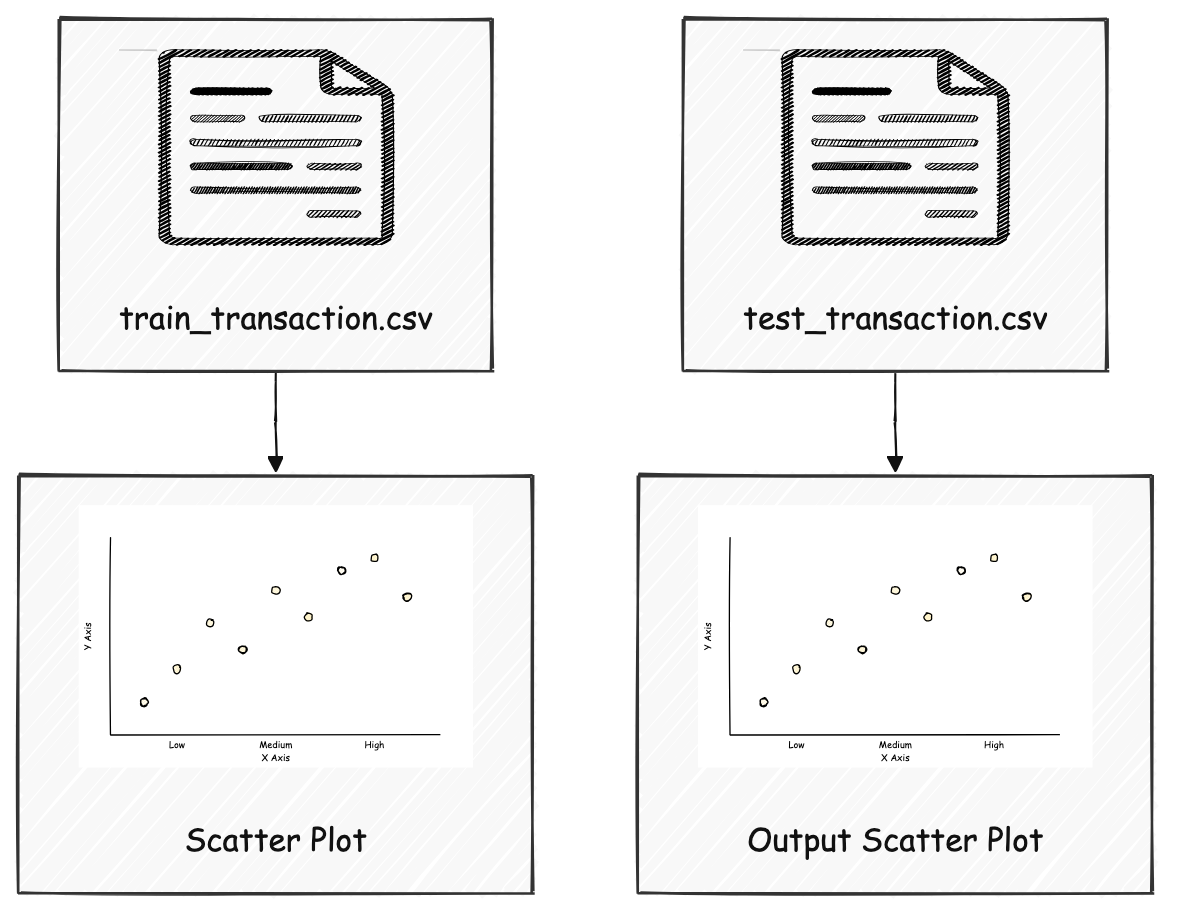 train_transaction.csv
test_transaction.csv
Y Axis
Low Medium High
X Axis
Scatter Plot
Y Axis
Low Medium High
X Axis
Output Scatter Plot